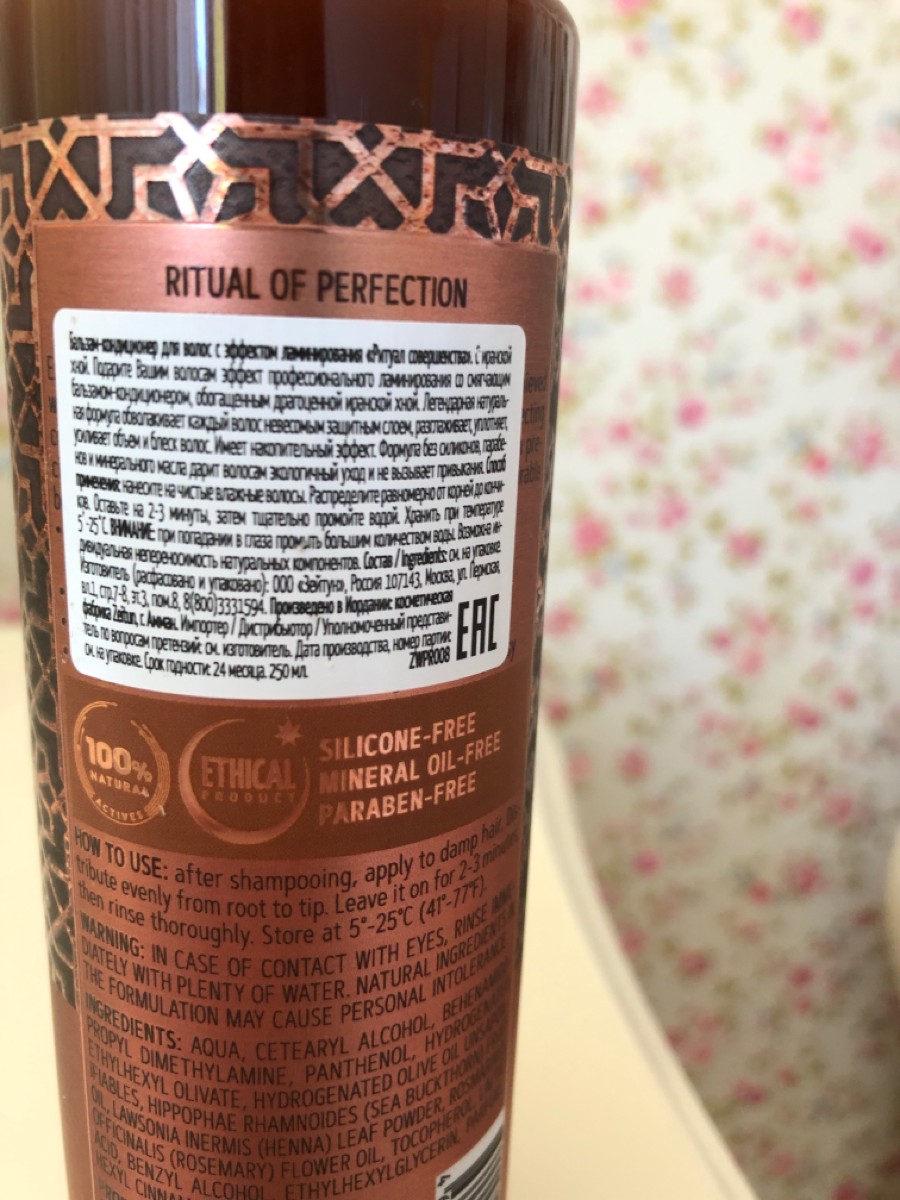 RITUAL OF PERFECTION
Бальзам-кондиционер для волос с эффектом ламинирования «Ритуал совершенства». С иранской
хной. Подарите Вашим волосам эффект профессионального ламинирования со смягчающим
бальзамом-кондиционером, обогащенным драгоценной иранской хной. Легендарная натураль-
ная формула обволакивает каждый волос невесомым защитным слоем, разглаживает, уплотняет,
усиливает объем и блеск волос. Имеет накопительный эффект. Формула без силиконов, парабе-
нов и минерального масла дарит волосам экологичный уход и не вызывает привыкания. Способ
применения: нанесите на чистые влажные волосы. Распределите равномерно от корней до кончи-
ков. Оставьте на 2-3 минуты, затем тщательно промойте водой. Хранить при температуре
5°-25°C. ВНИМАНИЕ: при попадании в глаза промыть большим количеством воды. Возможна ин-
дивидуальная непереносимость натуральных компонентов. Состав / Ingredients: см. на упаковке.
Изготовитель (расфасовано и упаковано): ООО «Зейтун», Россия 107143, Москва, ул. Пермская,
вл.1, стр.7-8, эт.3, пом.8, 8(800)3331594. Произведено в Иордании: косметическая
фабрика Zeitun, г. Амман. Импортер / Дистрибьютор / Уполномоченный представи-
тель по вопросам претензий: см. изготовитель. Дата производства, номер партии:
см. на упаковке. Срок годности: 24 месяца. 250 мл.
ZWPR008
EAC
100%
NATURAL
ACTIVES
ETHICAL
PRODUCT
SILICONE-FREE
MINERAL OIL-FREE
PARABEN-FREE
HOW TO USE: after shampooing, apply to damp hair. Dis
tribute evenly from root to tip. Leave it on for 2-3 minutes,
then rinse thoroughly. Store at 5°-25°C (41°-77°F).
WARNING: IN CASE OF CONTACT WITH EYES, RINSE IMME
DIATELY WITH PLENTY OF WATER. NATURAL INGREDIENTS IN
THE FORMULATION MAY CAUSE PERSONAL INTOLERANCE
INGREDIENTS: AQUA, CETEARYL ALCOHOL, BEHENAMI
PROPYL DIMETHYLAMINE, PANTHENOL, HYDROGENA
ETHYLHEXYL OLIVATE, HYDROGENATED OLIVE OIL UNSAPON
IFIABLES, HIPPOPHAE RHAMNOIDES (SEA BUCKTHORN)
OIL, LAWSONIA INERMIS (HENNA) LEAF POWDER, ROSMAR
OFFICINALIS (ROSEMARY) FLOWER OIL, TOCOPHEROL,
ACID, BENZYL ALCOHOL, ETHYLHEXYLGLYCERIN,
HEXYL CINNAM